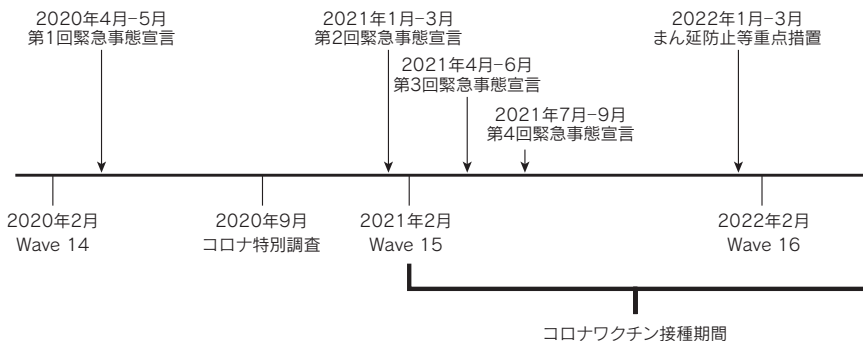 2020年4月–5月
第1回緊急事態宣言
2021年1月–3月
第2回緊急事態宣言
2021年4月–6月
第3回緊急事態宣言
2021年7月–9月
第4回緊急事態宣言
2022年1月–3月
まん延防止等重点措置
2020年2月
Wave 14
2020年9月
コロナ特別調査
2021年2月
Wave 15
2022年2月
Wave 16
コロナワクチン接種期間